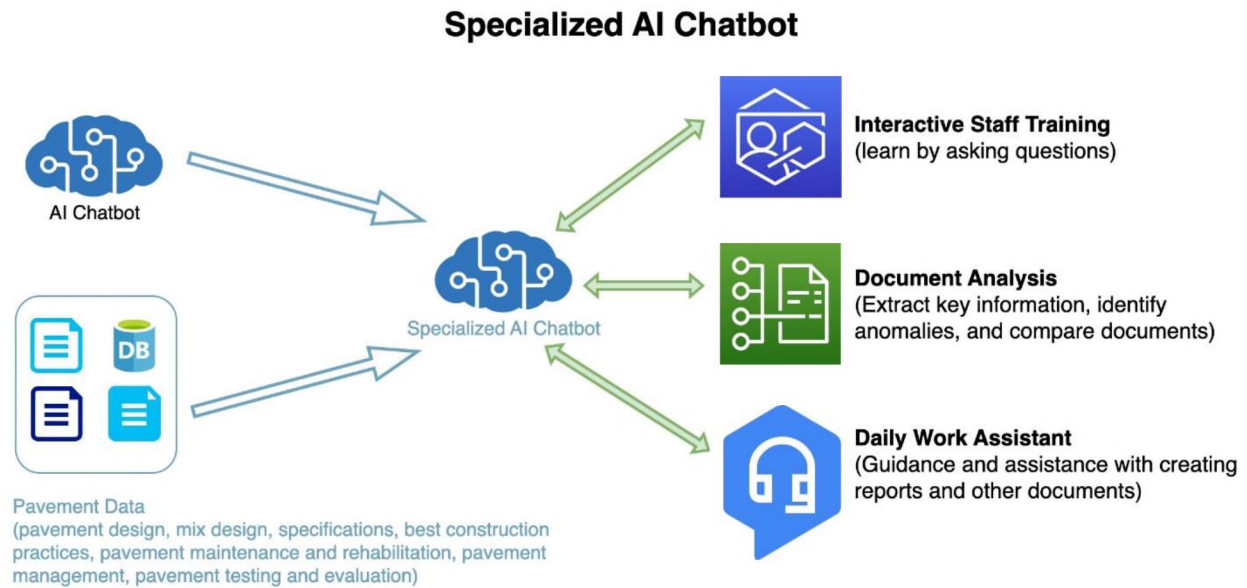 Specialized AI Chatbot
AI Chatbot
DB
Pavement Data
(pavement design, mix design, specifications, best construction
practices, pavement maintenance and rehabilitation, pavement
management, pavement testing and evaluation)
Specialized AI Chatbot
Interactive Staff Training
(learn by asking questions)
Document Analysis
(Extract key information, identify
anomalies, and compare documents)
Daily Work Assistant
(Guidance and assistance with creating
reports and other documents)